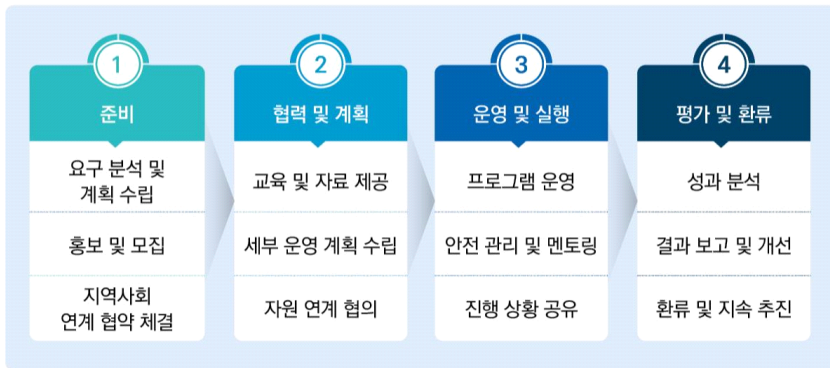 1
준비
요구 분석 및
계획 수립
홍보 및 모집
지역사회
연계 협약 체결
2
협력 및 계획
교육 및 자료 제공
세부 운영 계획 수립
자원 연계 협의
3
운영 및 실행
프로그램 운영
안전 관리 및 멘토링
진행 상황 공유
4
평가 및 환류
성과 분석
결과 보고 및 개선
환류 및 지속 추진